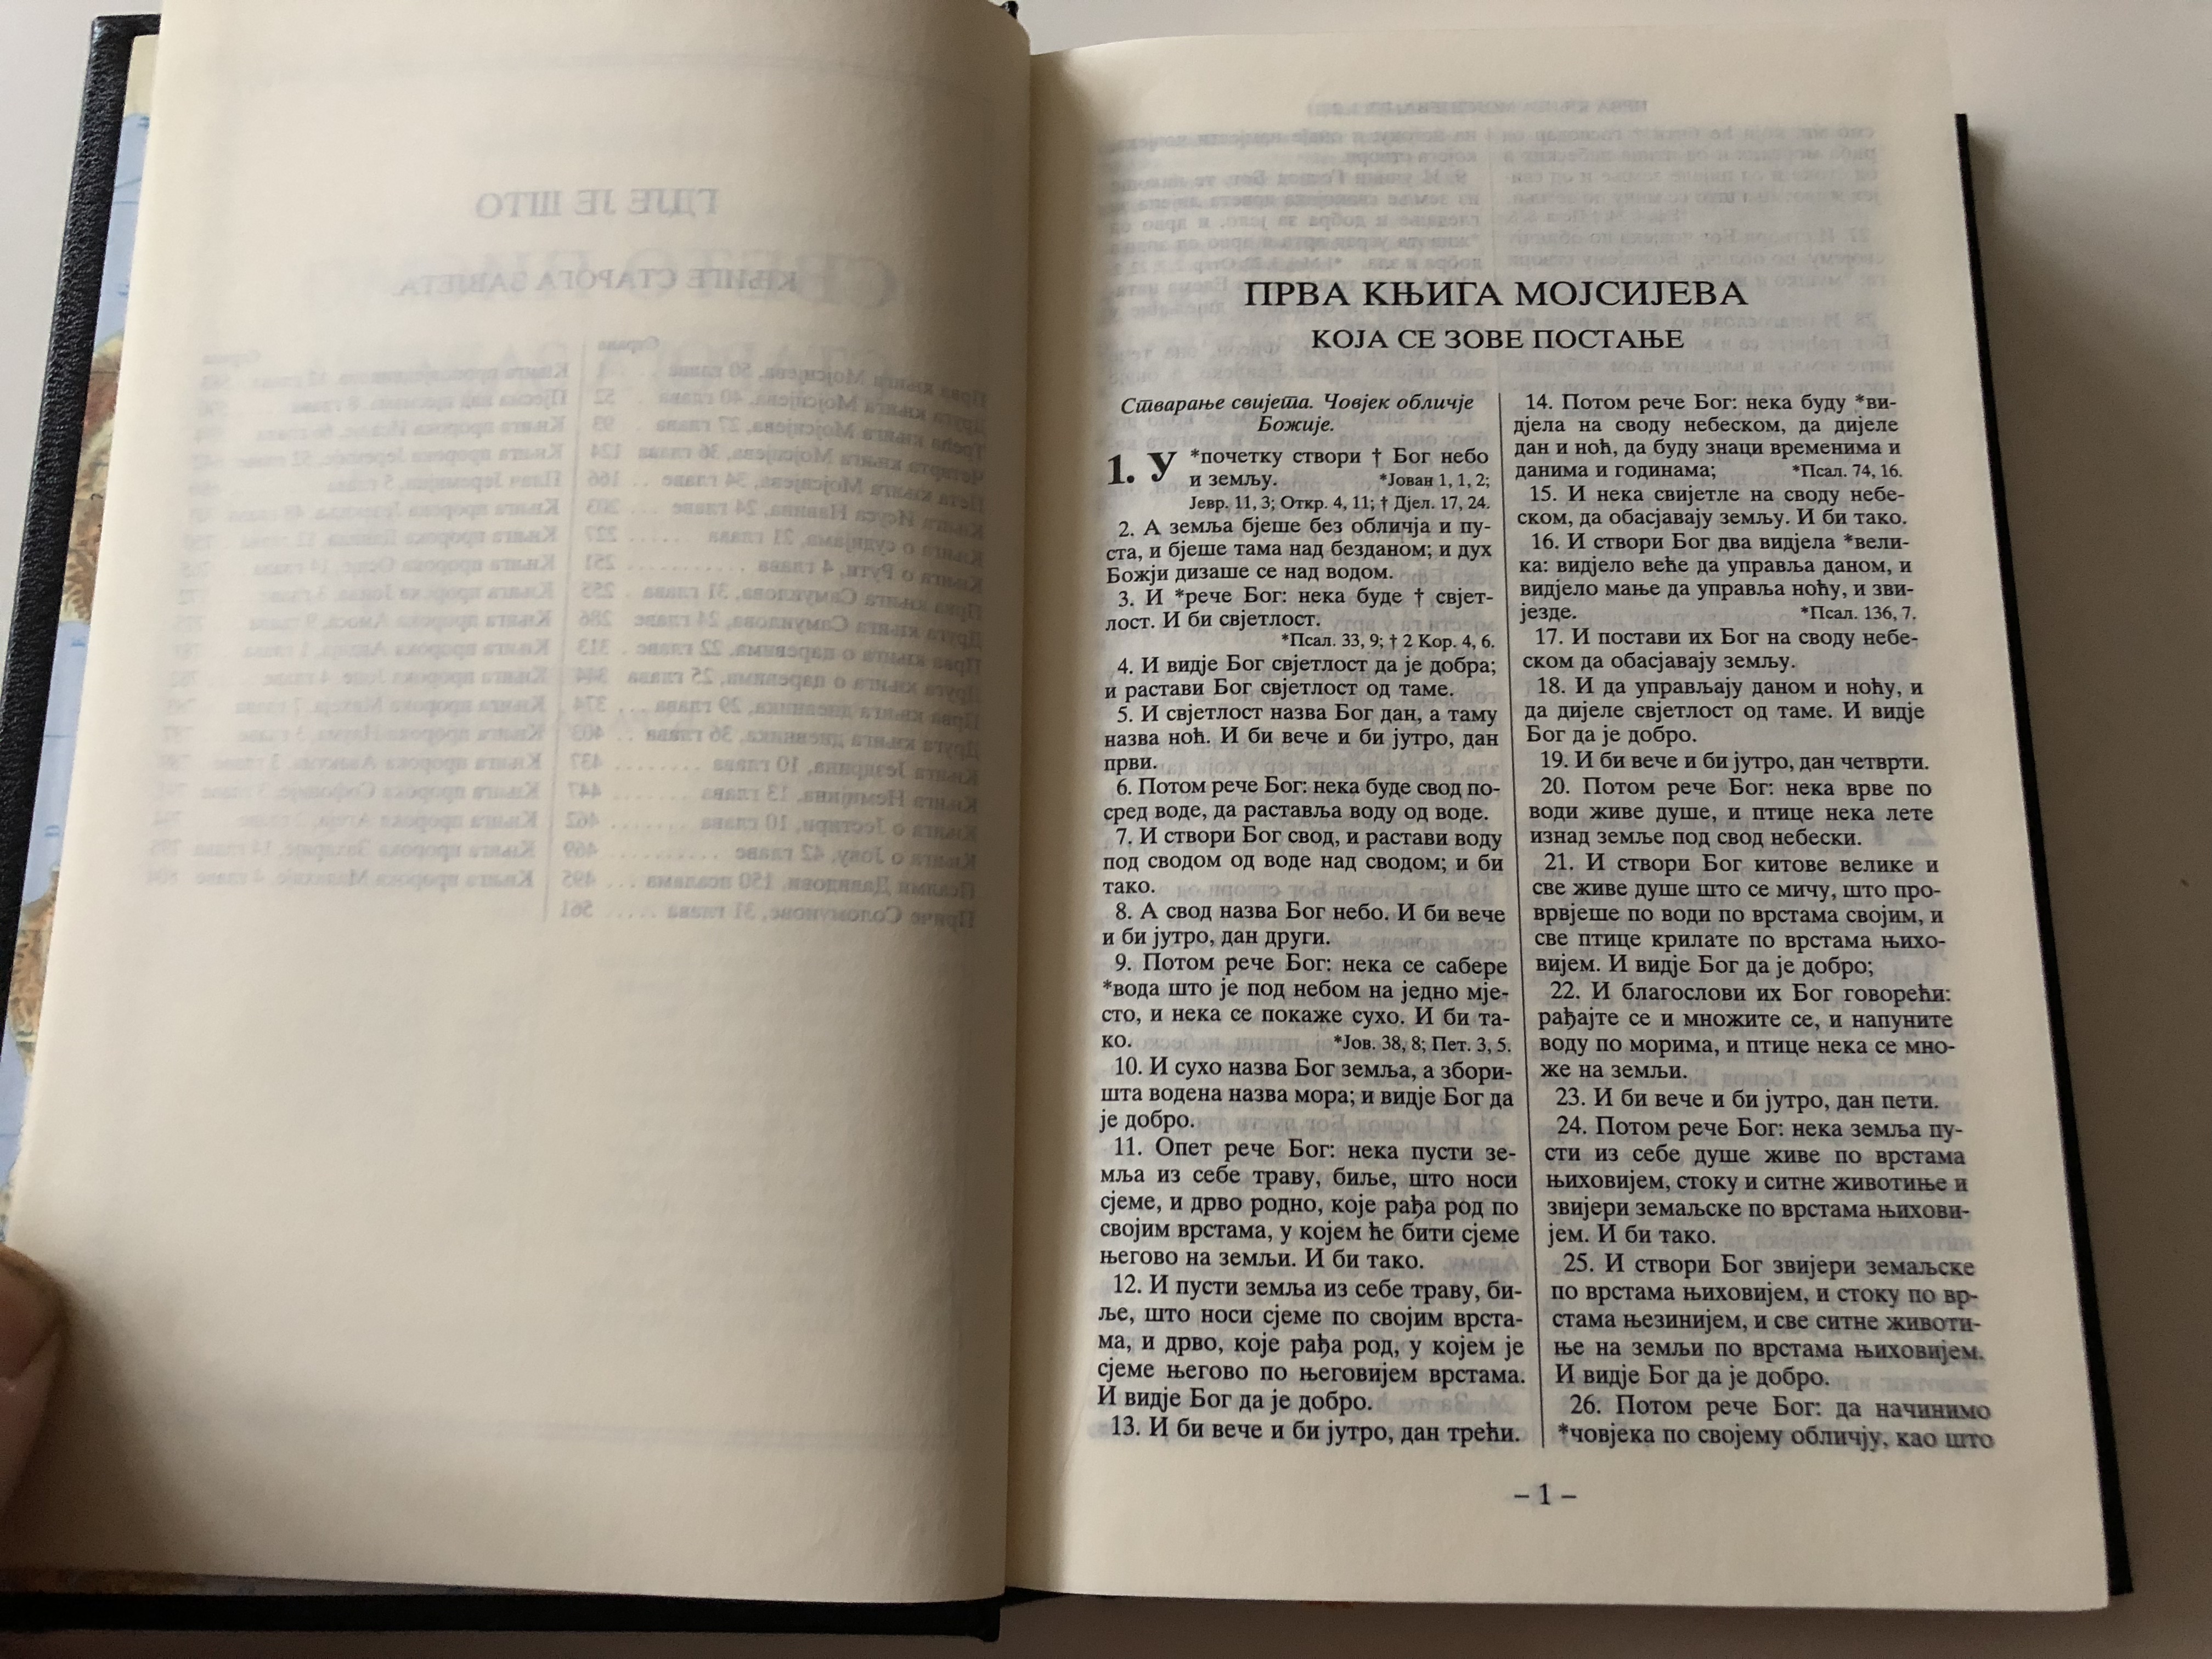 ПРВА КЊИГА МОЈСИЈЕВА
КОЈА СЕ ЗОВЕ ПОСТАЊЕ
Стварање свијета. Човјек обличје
Божије.
1. У *почетку створи † Бог небо
и земљу. *Јован 1, 1, 2;
Јевр. 11, 3; Откр. 4, 11; † Дјел. 17, 24.
2. А земља бјеше без обличја и пу-
ста, и бјеше тама над безданом; и дух
Божји дизаше се над водом.
3. И *рече Бог: нека буде † свјет-
лост. И би свјетлост.
*Псал. 33, 9; † 2 Кор. 4, 6.
4. И видје Бог свјетлост да је добра;
и растави Бог свјетлост од таме.
5. И свјетлост назва Бог дан, а таму
назва ноћ. И би вече и би јутро, дан
први.
6. Потом рече Бог: нека буде свод по-
сред воде, да раставља воду од воде.
7. И створи Бог свод, и растави воду
под сводом од воде над сводом; и би
тако.
8. А свод назва Бог небо. И би вече
и би јутро, дан други.
9. Потом рече Бог: нека се сабере
*вода што је под небом на једно мје-
сто, и нека се покаже сухо. И би та-
ко. *Јов. 38, 8; Пет. 3, 5.
10. И сухо назва Бог земља, а збори-
шта водена назва мора; и видје Бог да
је добро.
11. Опет рече Бог: нека пусти зе-
мља из себе траву, биље, што носи
сјеме, и дрво родно, које рађа род по
својим врстама, у којем ће бити сјеме
његово на земљи. И би тако.
12. И пусти земља из себе траву, би-
ље, што носи сјеме по својим врста-
ма, и дрво, које рађа род, у којем је
сјеме његово по његовијем врстама.
И видје Бог да је добро.
13. И би вече и би јутро, дан трећи.
14. Потом рече Бог: нека буду *ви-
дјела на своду небеском, да дијеле
дан и ноћ, да буду знаци временима и
данима и годинама; *Псал. 74, 16.
15. И нека свијетле на своду небе-
ском, да обасјавају земљу. И би тако.
16. И створи Бог два видјела *вели-
ка: видјело веће да управља даном, и
видјело мање да управља ноћу, и зви-
језде. *Псал. 136, 7.
17. И постави их Бог на своду небе-
ском да обасјавају земљу.
18. И да управљају даном и ноћу, и
да дијеле свјетлост од таме. И видје
Бог да је добро.
19. И би вече и би јутро, дан четврти.
20. Потом рече Бог: нека врве по
води живе душе, и птице нека лете
изнад земље под свод небески.
21. И створи Бог китове велике и
све живе душе што се мичу, што про-
врвјеше по води по врстама својим, и
све птице крилате по врстама њихо-
вијем. И видје Бог да је добро;
22. И благослови их Бог говорећи:
рађајте се и множите се, и напуните
воду по морима, и птице нека се мно-
же на земљи.
23. И би вече и би јутро, дан пети.
24. Потом рече Бог: нека земља пу-
сти из себе душе живе по врстама
њиховијем, стоку и ситне животиње и
звијери земаљске по врстама њихови-
јем. И би тако.
25. И створи Бог звијери земаљске
по врстама њиховијем, и стоку по вр-
стама њезинијем, и све ситне животи-
ње на земљи по врстама њиховијем.
И видје Бог да је добро.
26. Потом рече Бог: да начинимо
*човјека по својему обличју, као што
– 1 –